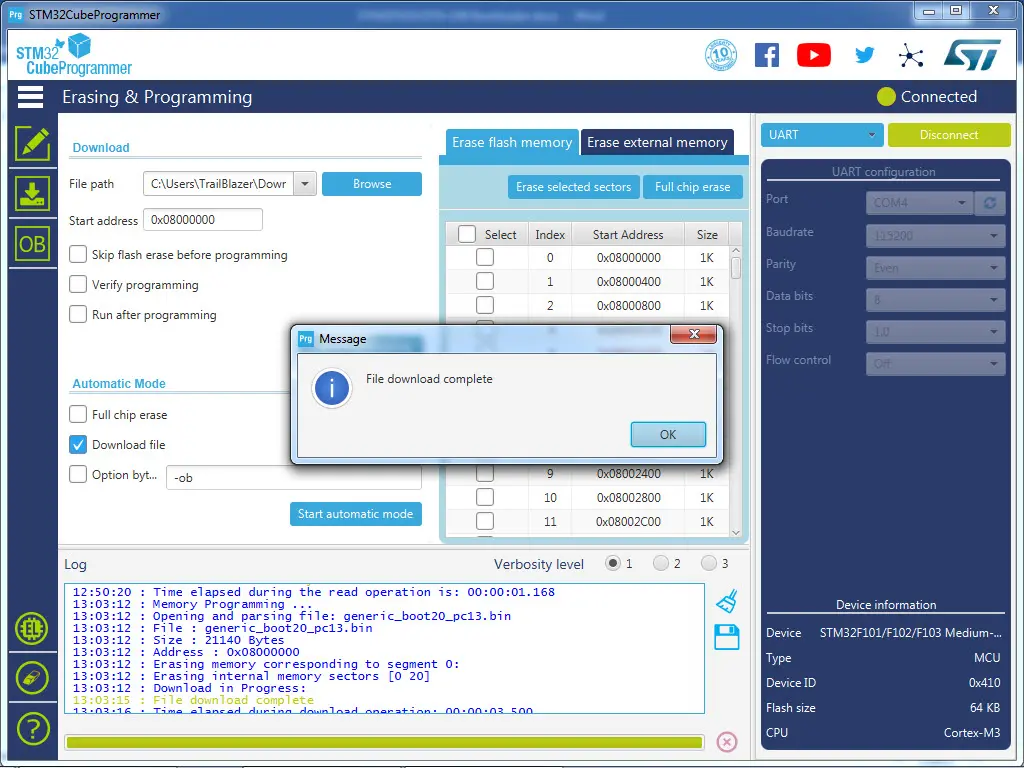 Prg STM32CubeProgrammer
STM32
CubeProgrammer
10 YEARS
ST
Erasing & Programming
Connected
Download
File path C:\Users\TrailBlazer\Dowr Browse
Start address 0x08000000
Skip flash erase before programming
Verify programming
Run after programming
Automatic Mode
Full chip erase
Download file
Option byt... -ob
Start automatic mode
OB
Erase flash memory Erase external memory
Erase selected sectors Full chip erase
Select Index Start Address Size
0 0x08000000 1K
1 0x08000400 1K
2 0x08000800 1K
9 0x08002400 1K
10 0x08002800 1K
11 0x08002C00 1K
Prg Message
File download complete
OK
UART Disconnect
UART configuration
Port COM4
Baudrate 115200
Parity Even
Data bits 8
Stop bits 1.0
Flow control Off
Device information
Device STM32F101/F102/F103 Medium-...
Type MCU
Device ID 0x410
Flash size 64 KB
CPU Cortex-M3
Log Verbosity level 1 2 3
12:50:20 : Time elapsed during the read operation is: 00:00:01.168
13:03:12 : Memory Programming ...
13:03:12 : Opening and parsing file: generic_boot20_pc13.bin
13:03:12 : File : generic_boot20_pc13.bin
13:03:12 : Size : 21140 Bytes
13:03:12 : Address : 0x08000000
13:03:12 : Erasing memory corresponding to segment 0:
13:03:12 : Erasing internal memory sectors [0 20]
13:03:12 : Download in Progress:
13:03:15 : File download complete
13:03:16 : Time elapsed during download operation: 00:00:03.500